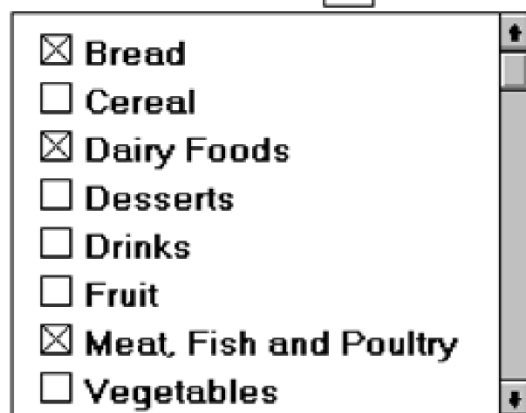 Bread
Cereal
Dairy Foods
Desserts
Drinks
Fruit
Meat, Fish and Poultry
Vegetables